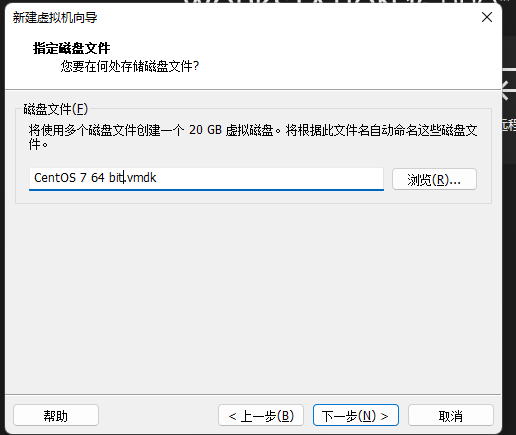 新建虚拟机向导
指定磁盘文件
您要在何处存储磁盘文件?
磁盘文件(F)
将使用多个磁盘文件创建一个 20 GB 虚拟磁盘。将根据此文件名自动命名这些磁盘文
件。
CentOS 7 64 bit.vmdk
浏览(R)...
远程
帮助
< 上一步(B)
下一步(N) >
取消